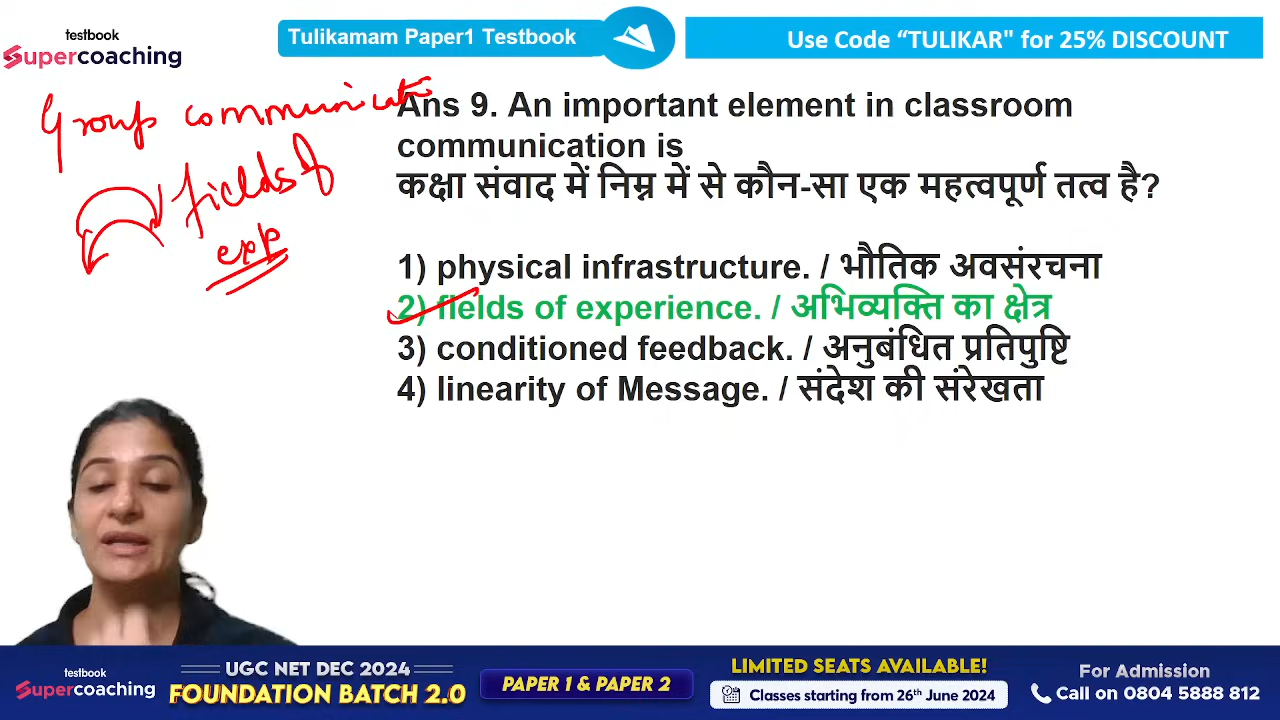 testbook
Supercoaching
Tulikamam Paper1 Testbook
Use Code “TULIKAR" for 25% DISCOUNT
Group communicatn
fields of
exp
Ans 9. An important element in classroom
communication is
कक्षा संवाद में निम्न में से कौन-सा एक महत्वपूर्ण तत्व है?
1) physical infrastructure. / भौतिक अवसंरचना
2) fields of experience. / अभिव्यक्ति का क्षेत्र
3) conditioned feedback. / अनुबंधित प्रतिपुष्टि
4) linearity of Message. / संदेश की संरेखता
testbook
Supercoaching
UGC NET DEC 2024
FOUNDATION BATCH 2.0
PAPER 1 & PAPER 2
LIMITED SEATS AVAILABLE!
Classes starting from 26th June 2024
For Admission
Call on 0804 5888 812